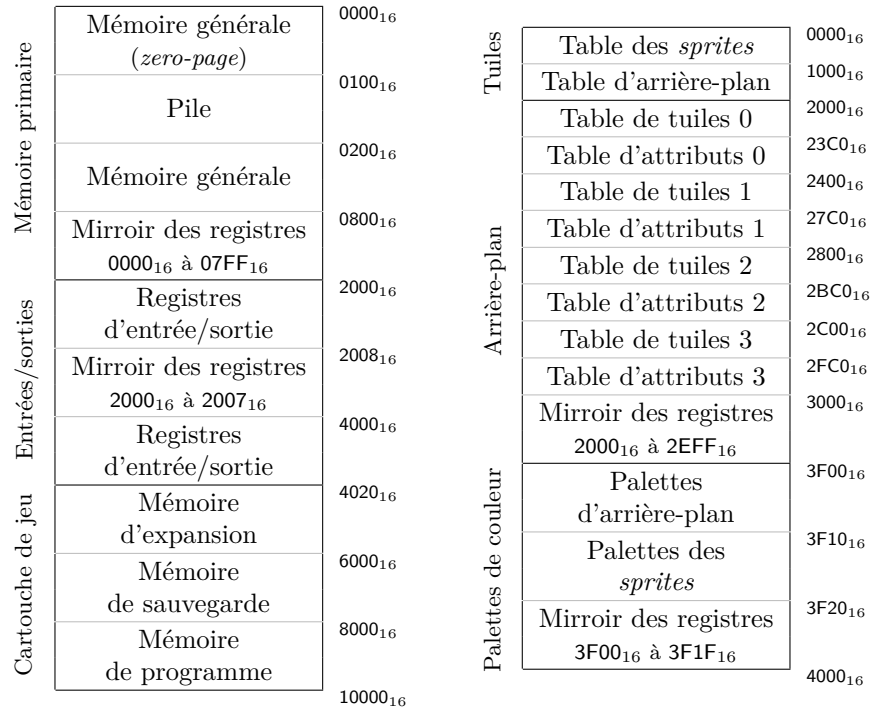 Mémoire primaire
0000₁₆
Mémoire générale
(zero-page)
0100₁₆
Pile
0200₁₆
Mémoire générale
0800₁₆
Mirroir des registres
0000₁₆ à 07FF₁₆
Entrées/sorties
2000₁₆
Registres
d'entrée/sortie
2008₁₆
Mirroir des registres
2000₁₆ à 2007₁₆
4000₁₆
Registres
d'entrée/sortie
Cartouche de jeu
4020₁₆
Mémoire
d'expansion
6000₁₆
Mémoire
de sauvegarde
8000₁₆
Mémoire
de programme
10000₁₆
Tuiles
0000₁₆
Table des sprites
1000₁₆
Table d'arrière-plan
Arrière-plan
2000₁₆
Table de tuiles 0
23C0₁₆
Table d'attributs 0
2400₁₆
Table de tuiles 1
27C0₁₆
Table d'attributs 1
2800₁₆
Table de tuiles 2
2BC0₁₆
Table d'attributs 2
2C00₁₆
Table de tuiles 3
2FC0₁₆
Table d'attributs 3
3000₁₆
Mirroir des registres
2000₁₆ à 2EFF₁₆
Palettes de couleur
3F00₁₆
Palettes
d'arrière-plan
3F10₁₆
Palettes des
sprites
3F20₁₆
Mirroir des registres
3F00₁₆ à 3F1F₁₆
4000₁₆